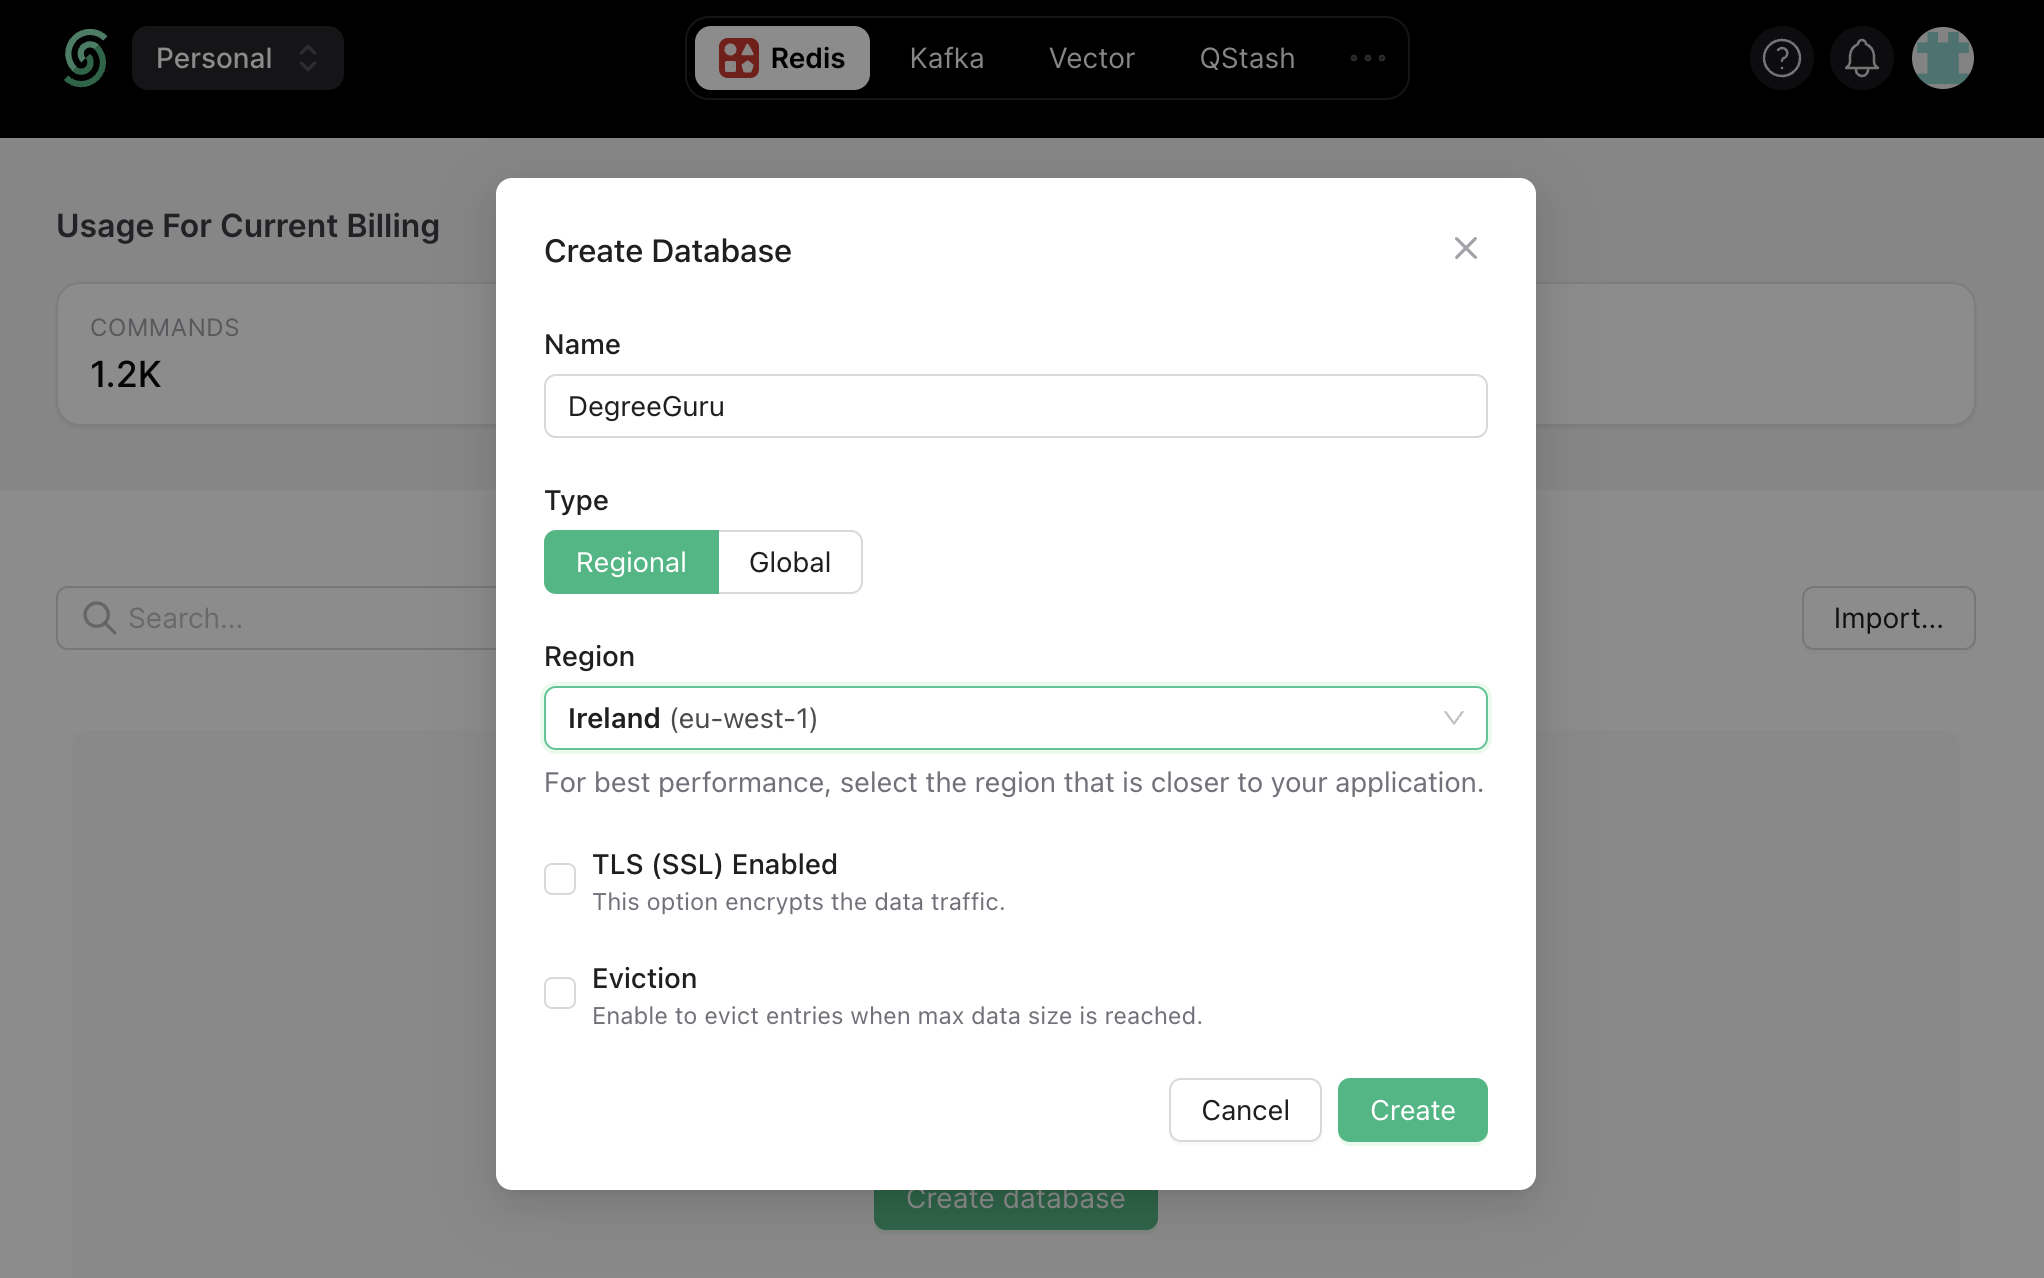 Personal
Redis
Kafka
Vector
QStash
Usage For Current Billing
COMMANDS
1.2K
Search...
Import...
Create Database
Name
DegreeGuru
Type
Regional
Global
Region
Ireland (eu-west-1)
For best performance, select the region that is closer to your application.
TLS (SSL) Enabled
This option encrypts the data traffic.
Eviction
Enable to evict entries when max data size is reached.
Cancel
Create
Create database